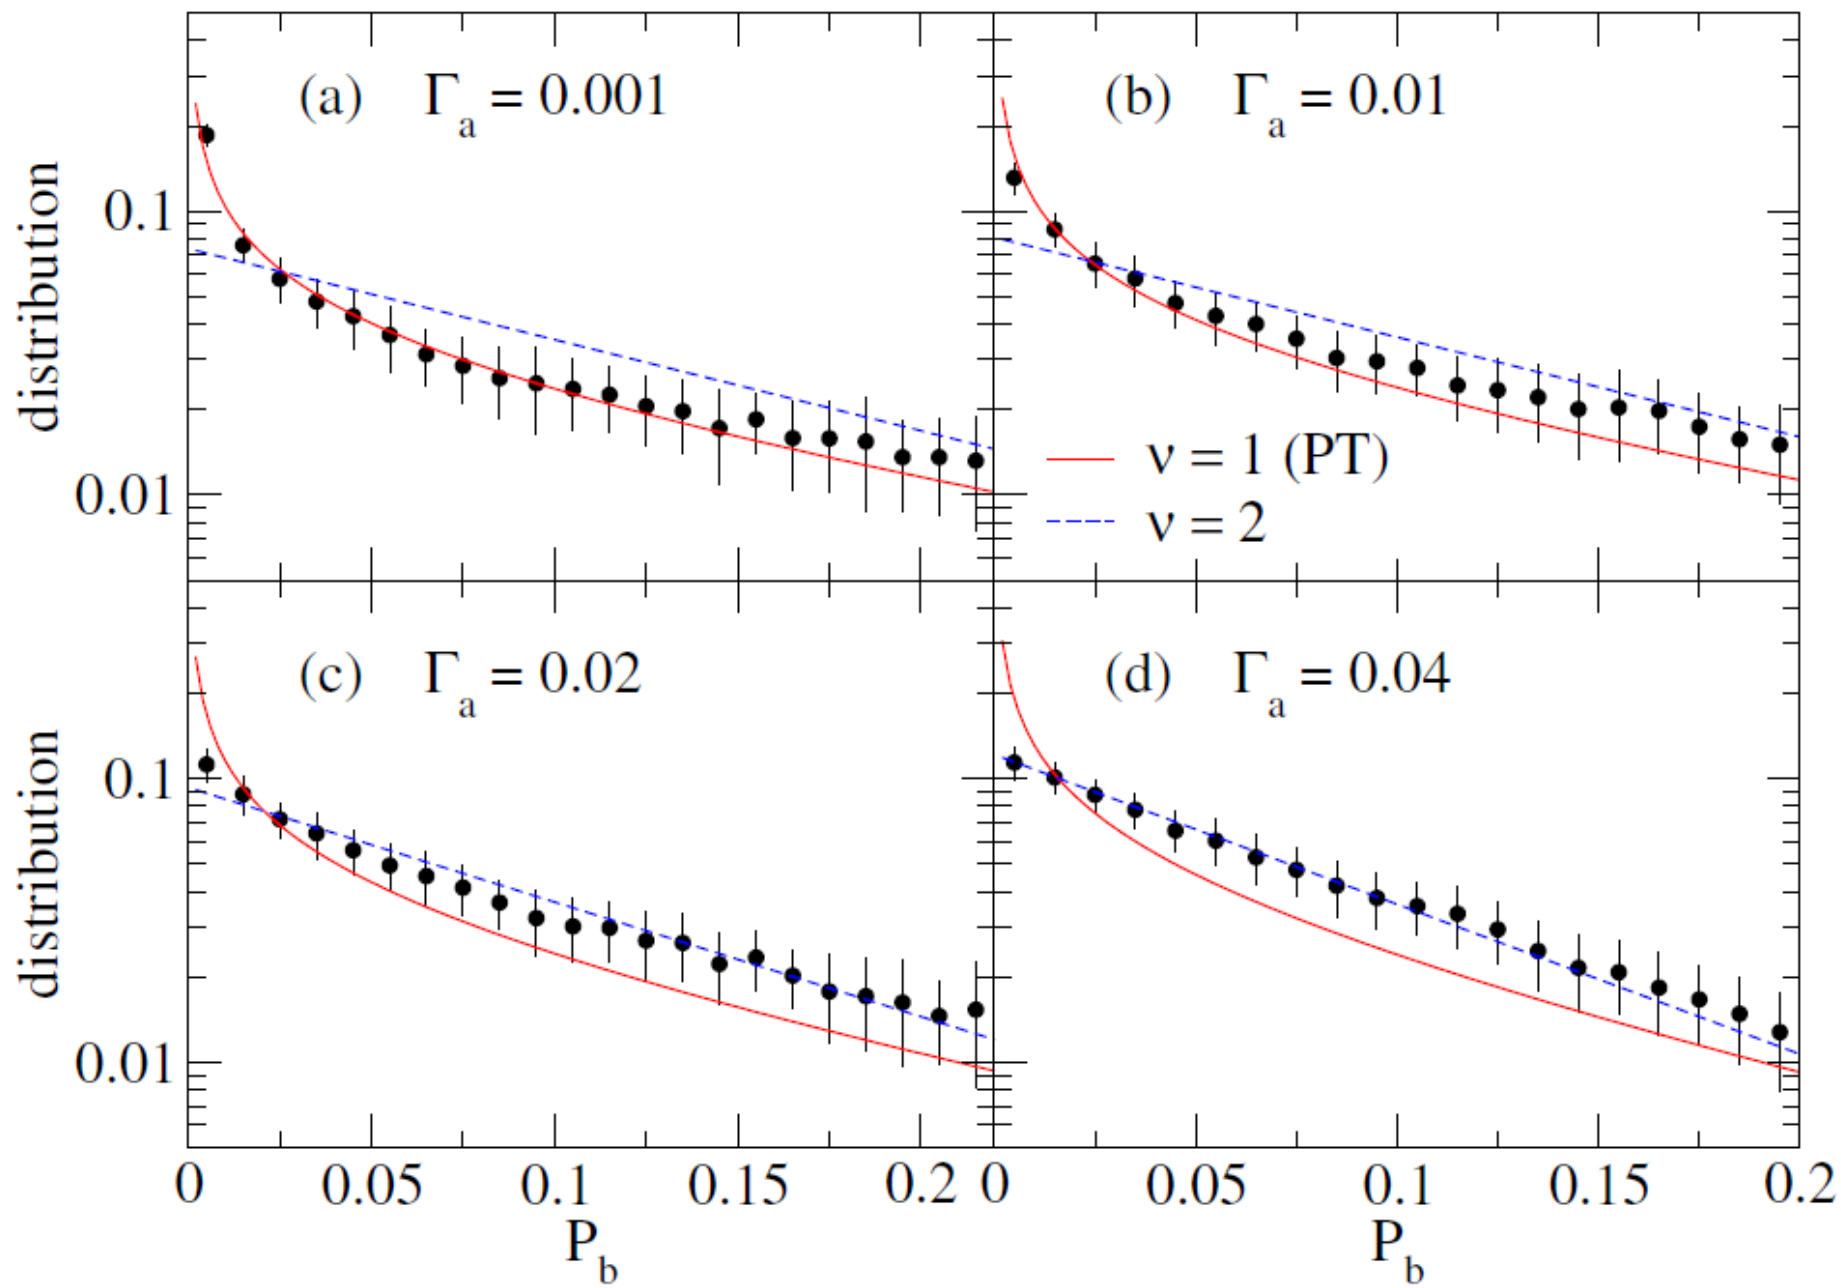 (a) Γa = 0.001
(b) Γa = 0.01
distribution
0.1
0.01
ν = 1 (PT)
ν = 2
(c) Γa = 0.02
(d) Γa = 0.04
distribution
0.1
0.01
0 0.05 0.1 0.15 0.2 0 0.05 0.1 0.15 0.2
Pb Pb